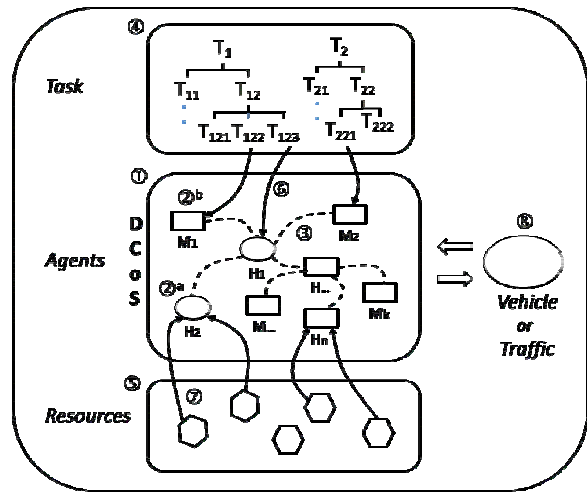 ④
T1 T2
Task
T11 T12 T21 T22
T121 T122 T123 T221 T222
①
②b ⑥
DCoS
M1 ③ M2
Agents
H1
②a H...
H2 M... Mk
Hn
⑧
Vehicle
or
Traffic
⑤
⑦
Resources